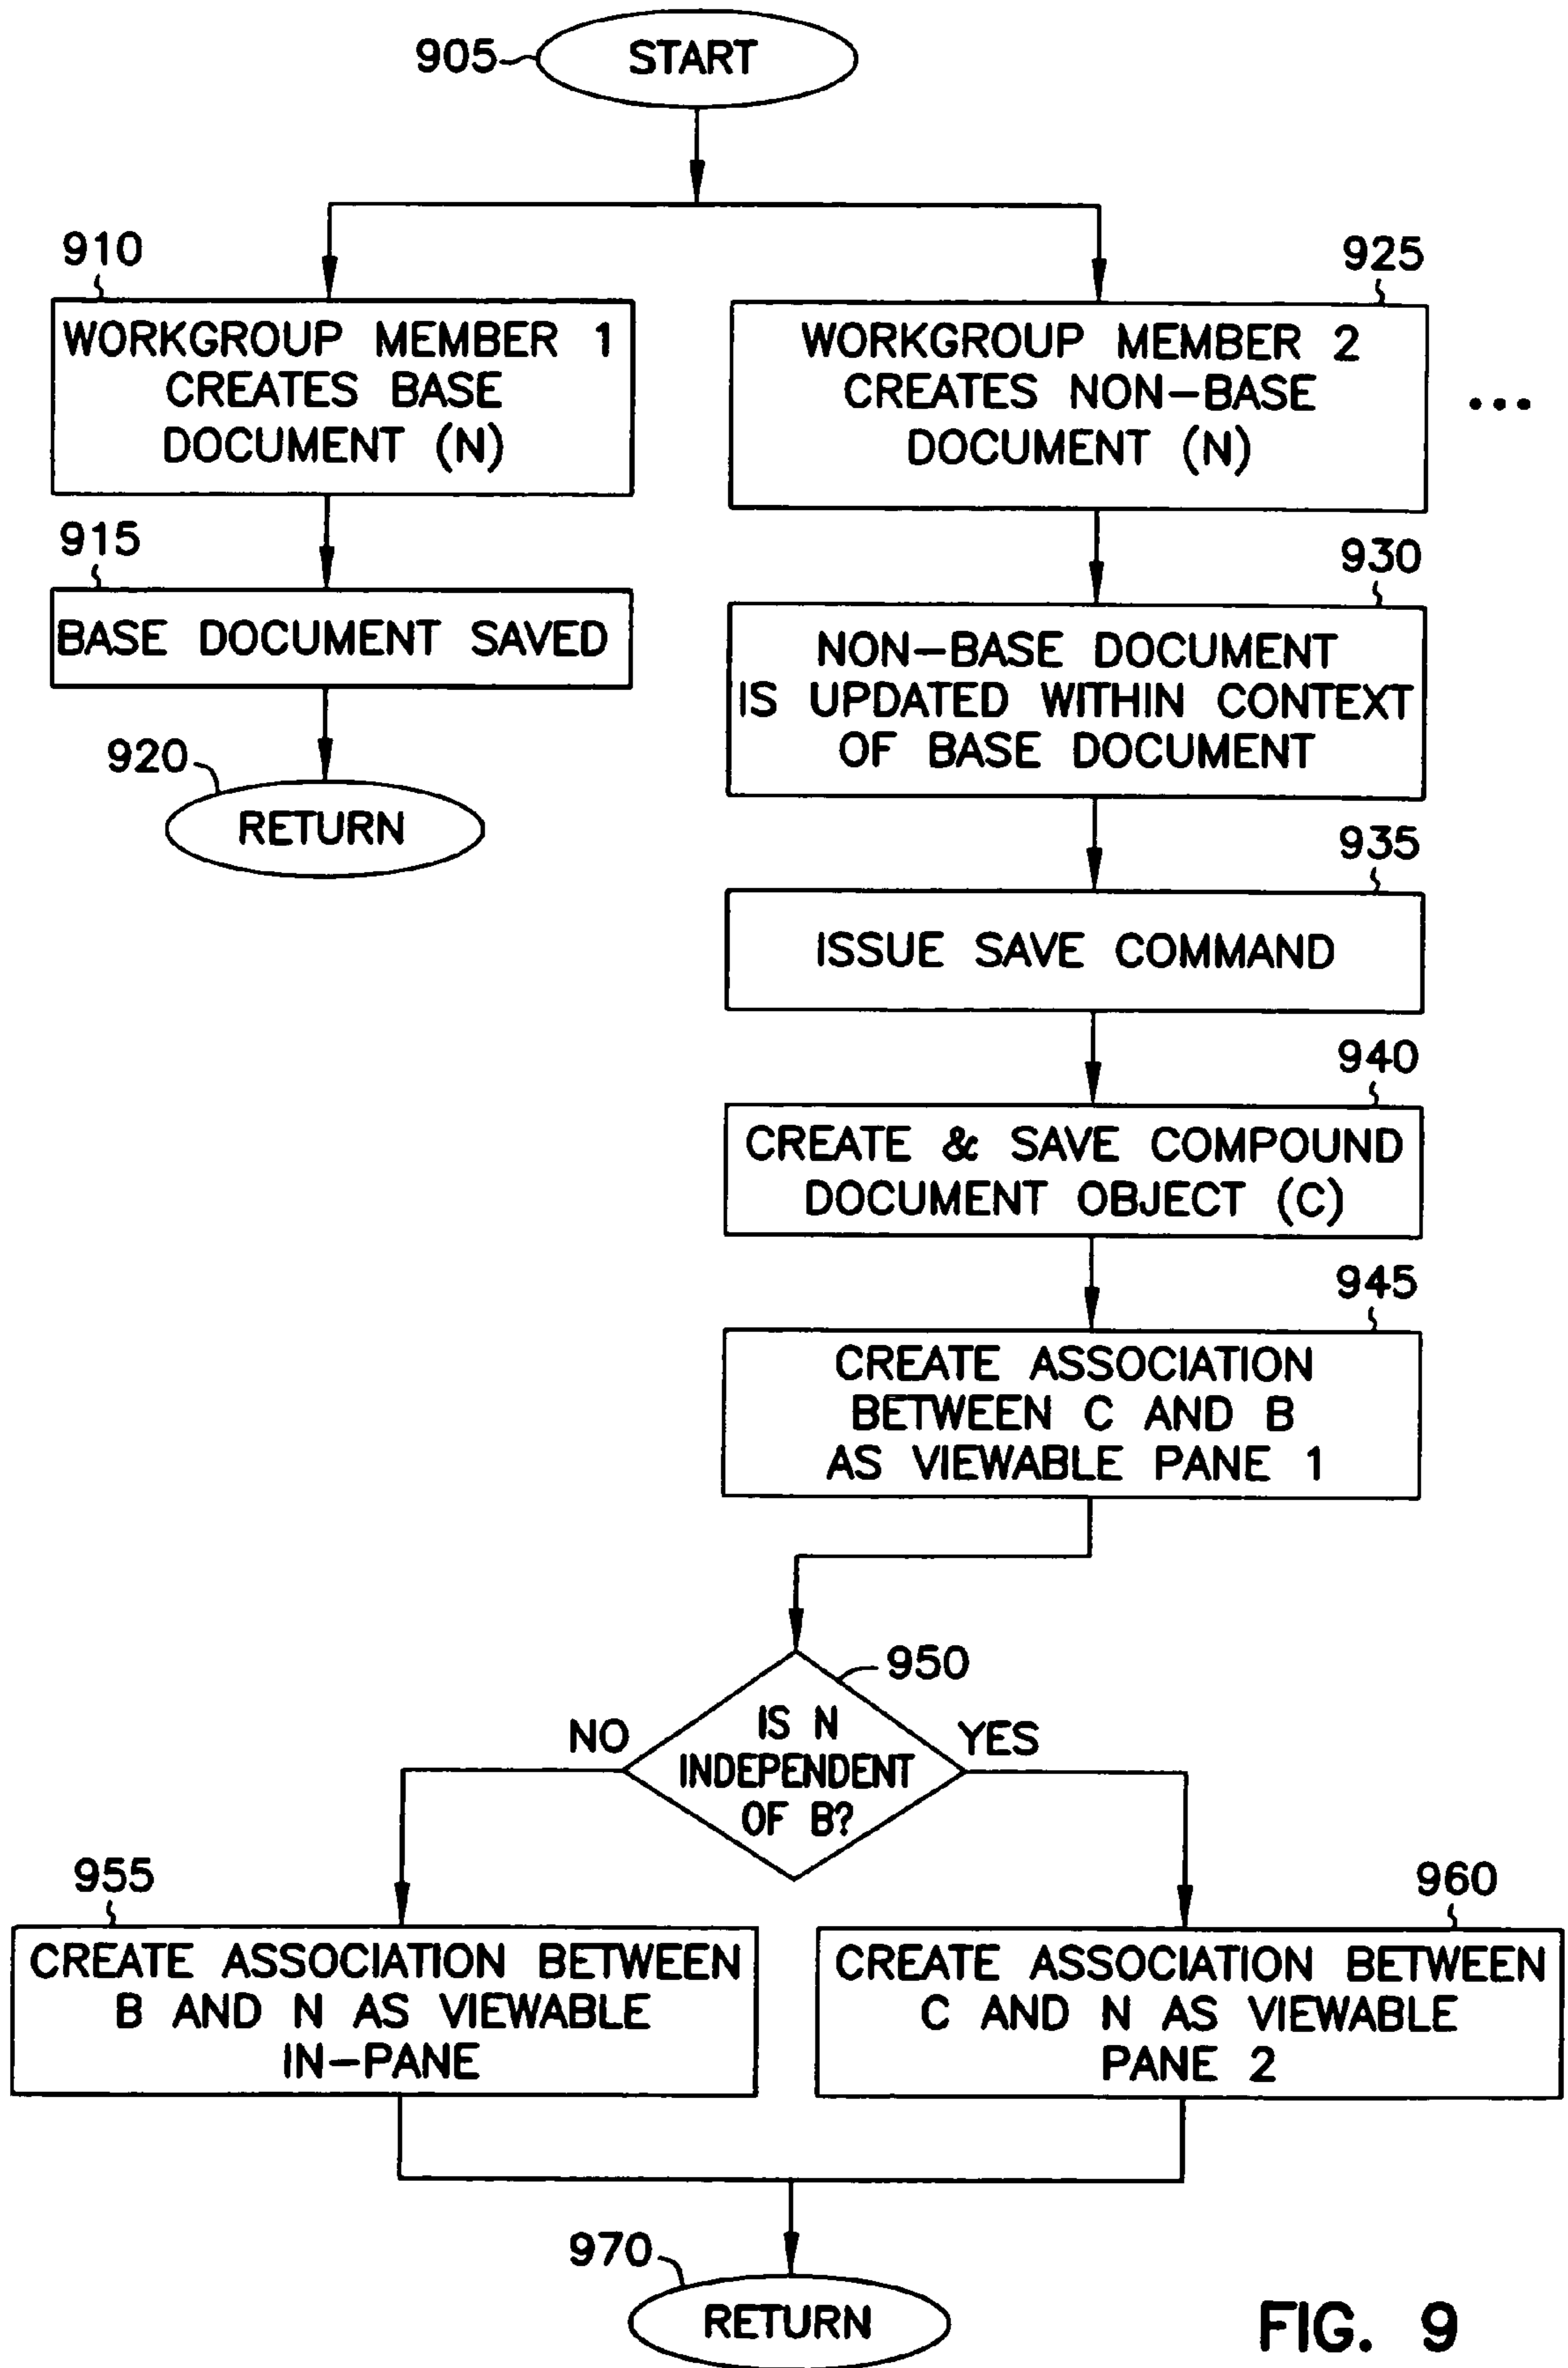 905
START
910
WORKGROUP MEMBER 1
CREATES BASE
DOCUMENT (N)
915
BASE DOCUMENT SAVED
920
RETURN
925
WORKGROUP MEMBER 2
CREATES NON-BASE
DOCUMENT (N)
...
930
NON-BASE DOCUMENT
IS UPDATED WITHIN CONTEXT
OF BASE DOCUMENT
935
ISSUE SAVE COMMAND
940
CREATE & SAVE COMPOUND
DOCUMENT OBJECT (C)
945
CREATE ASSOCIATION
BETWEEN C AND B
AS VIEWABLE PANE 1
950
IS N
INDEPENDENT
OF B?
NO
YES
955
CREATE ASSOCIATION BETWEEN
B AND N AS VIEWABLE
IN-PANE
960
CREATE ASSOCIATION BETWEEN
C AND N AS VIEWABLE
PANE 2
970
RETURN
FIG. 9